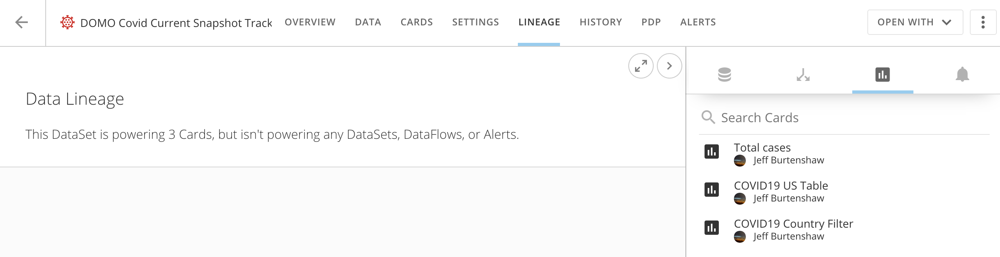 DOMO Covid Current Snapshot Track OVERVIEW DATA CARDS SETTINGS LINEAGE HISTORY PDP ALERTS OPEN WITH
Data Lineage
This DataSet is powering 3 Cards, but isn't powering any DataSets, DataFlows, or Alerts.
Search Cards
Total cases
Jeff Burtenshaw
COVID19 US Table
Jeff Burtenshaw
COVID19 Country Filter
Jeff Burtenshaw